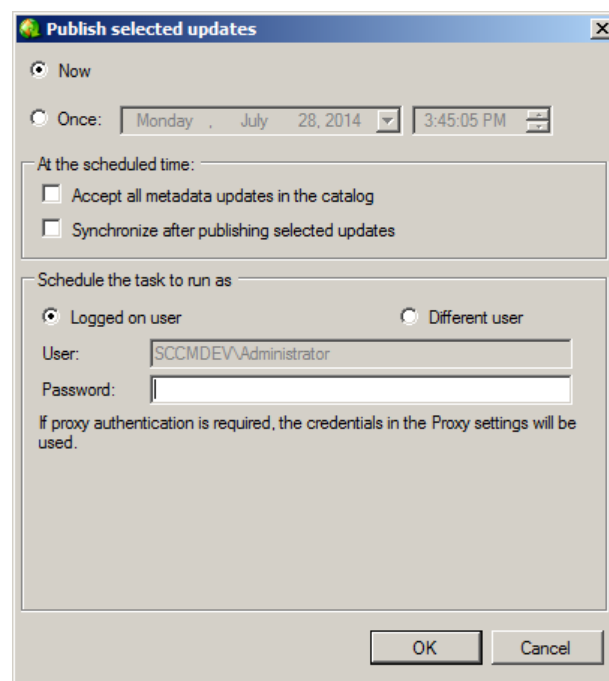 Publish selected updates
Now
Once: Monday , July 28, 2014 3:45:05 PM
At the scheduled time:
Accept all metadata updates in the catalog
Synchronize after publishing selected updates
Schedule the task to run as
Logged on user Different user
User: SCCMDEV\Administrator
Password:
If proxy authentication is required, the credentials in the Proxy settings will be
used.
OK Cancel